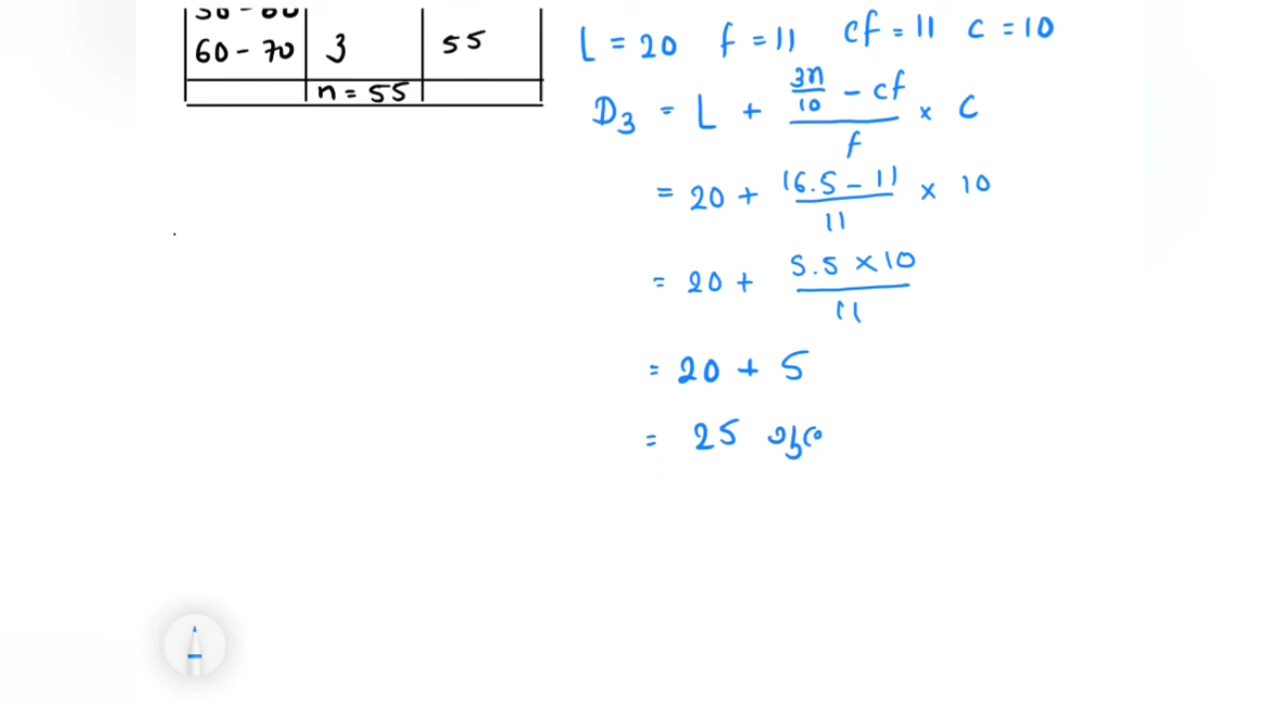 60 - 70 3 55
n = 55
L = 20 f = 11 cf = 11 c = 10
D₃ = L + (3n/10 - cf)/f × C
= 20 + (16.5 - 11)/11 × 10
= 20 + (5.5 × 10)/11
= 20 + 5
= 25